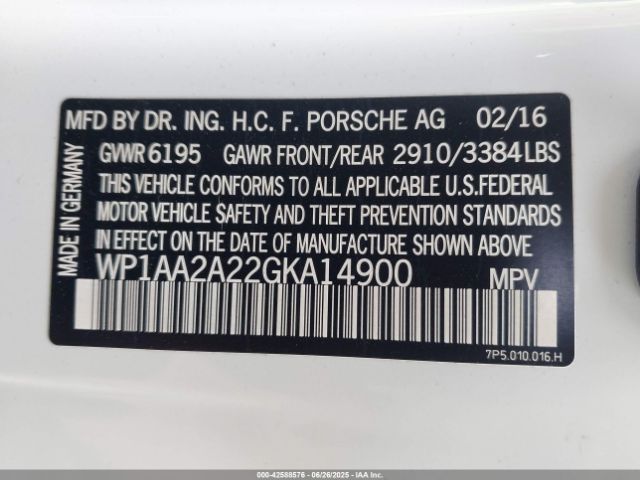 MFD BY DR. ING. H.C. F. PORSCHE AG 02/16
GWWR 6195 GAWR FRONT/REAR 2910/3384 LBS
THIS VEHICLE CONFORMS TO ALL APPLICABLE U.S. FEDERAL
MOTOR VEHICLE SAFETY AND THEFT PREVENTION STANDARDS
IN EFFECT ON THE DATE OF MANUFACTURE SHOWN ABOVE.
WP1AA2A22GKA14900 MPV
7P5.010.016.H
MADE IN GERMANY
000-42588576 | 06/26/2025 - IAA Inc.